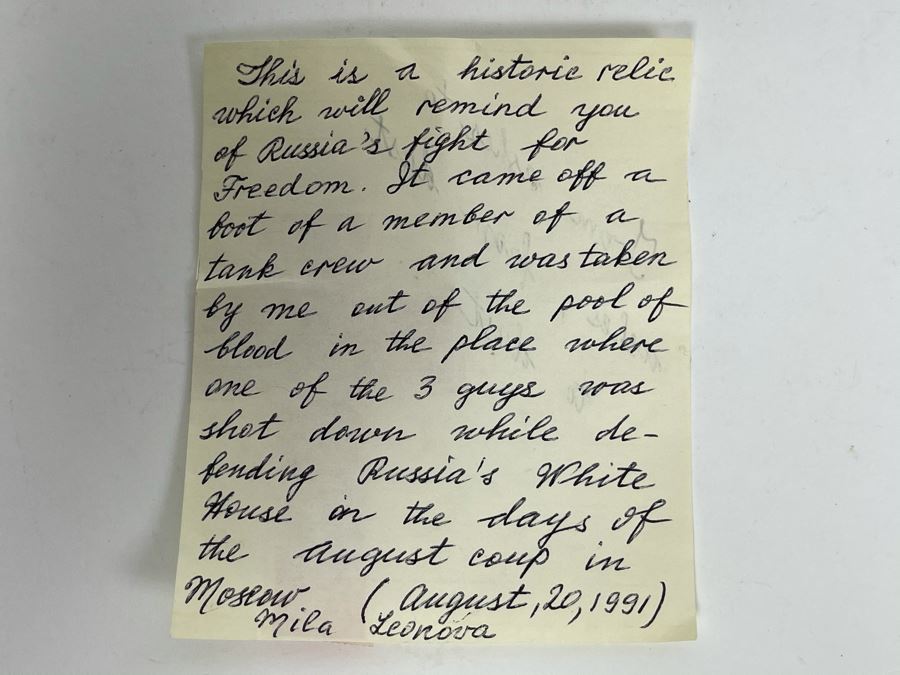 This is a historic relic
which will remind you
of Russia's fight for
Freedom. It came off a
boot of a member of a
tank crew and was taken
by me out of the pool of
blood in the place where
one of the 3 guys was
shot down while de-
fending Russia's White
House in the days of
the august coup in
Moscow (August, 20, 1991)
Mila Leonova